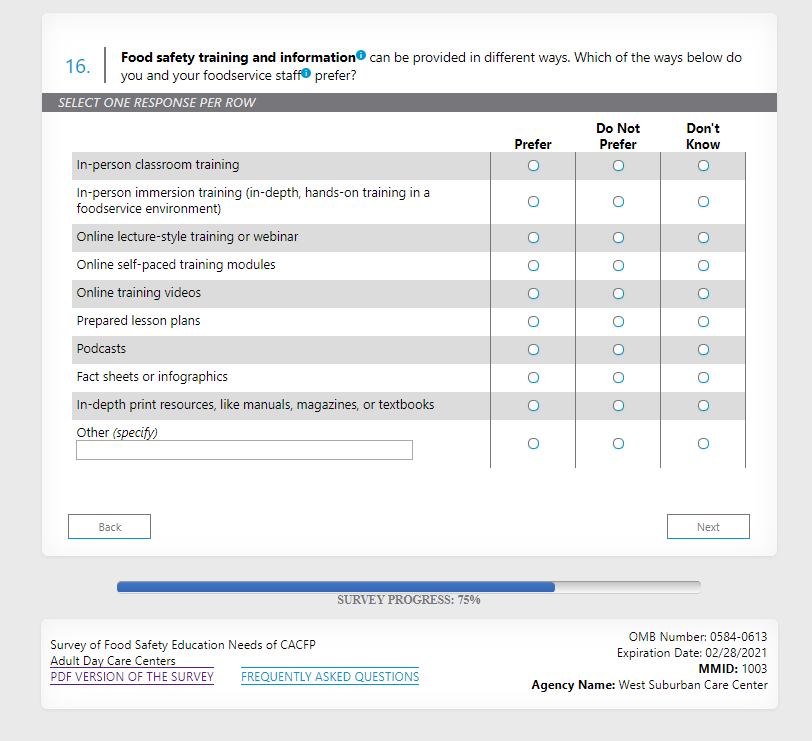 16.
Food safety training and information can be provided in different ways. Which of the ways below do
you and your foodservice staff prefer?
SELECT ONE RESPONSE PER ROW
Prefer
Do Not
Prefer
Don't
Know
In-person classroom training
In-person immersion training (in-depth, hands-on training in a
foodservice environment)
Online lecture-style training or webinar
Online self-paced training modules
Online training videos
Prepared lesson plans
Podcasts
Fact sheets or infographics
In-depth print resources, like manuals, magazines, or textbooks
Other (specify)
Back
Next
SURVEY PROGRESS: 75%
Survey of Food Safety Education Needs of CACFP
Adult Day Care Centers
PDF VERSION OF THE SURVEY
FREQUENTLY ASKED QUESTIONS
OMB Number: 0584-0613
Expiration Date: 02/28/2021
MMID: 1003
Agency Name: West Suburban Care Center